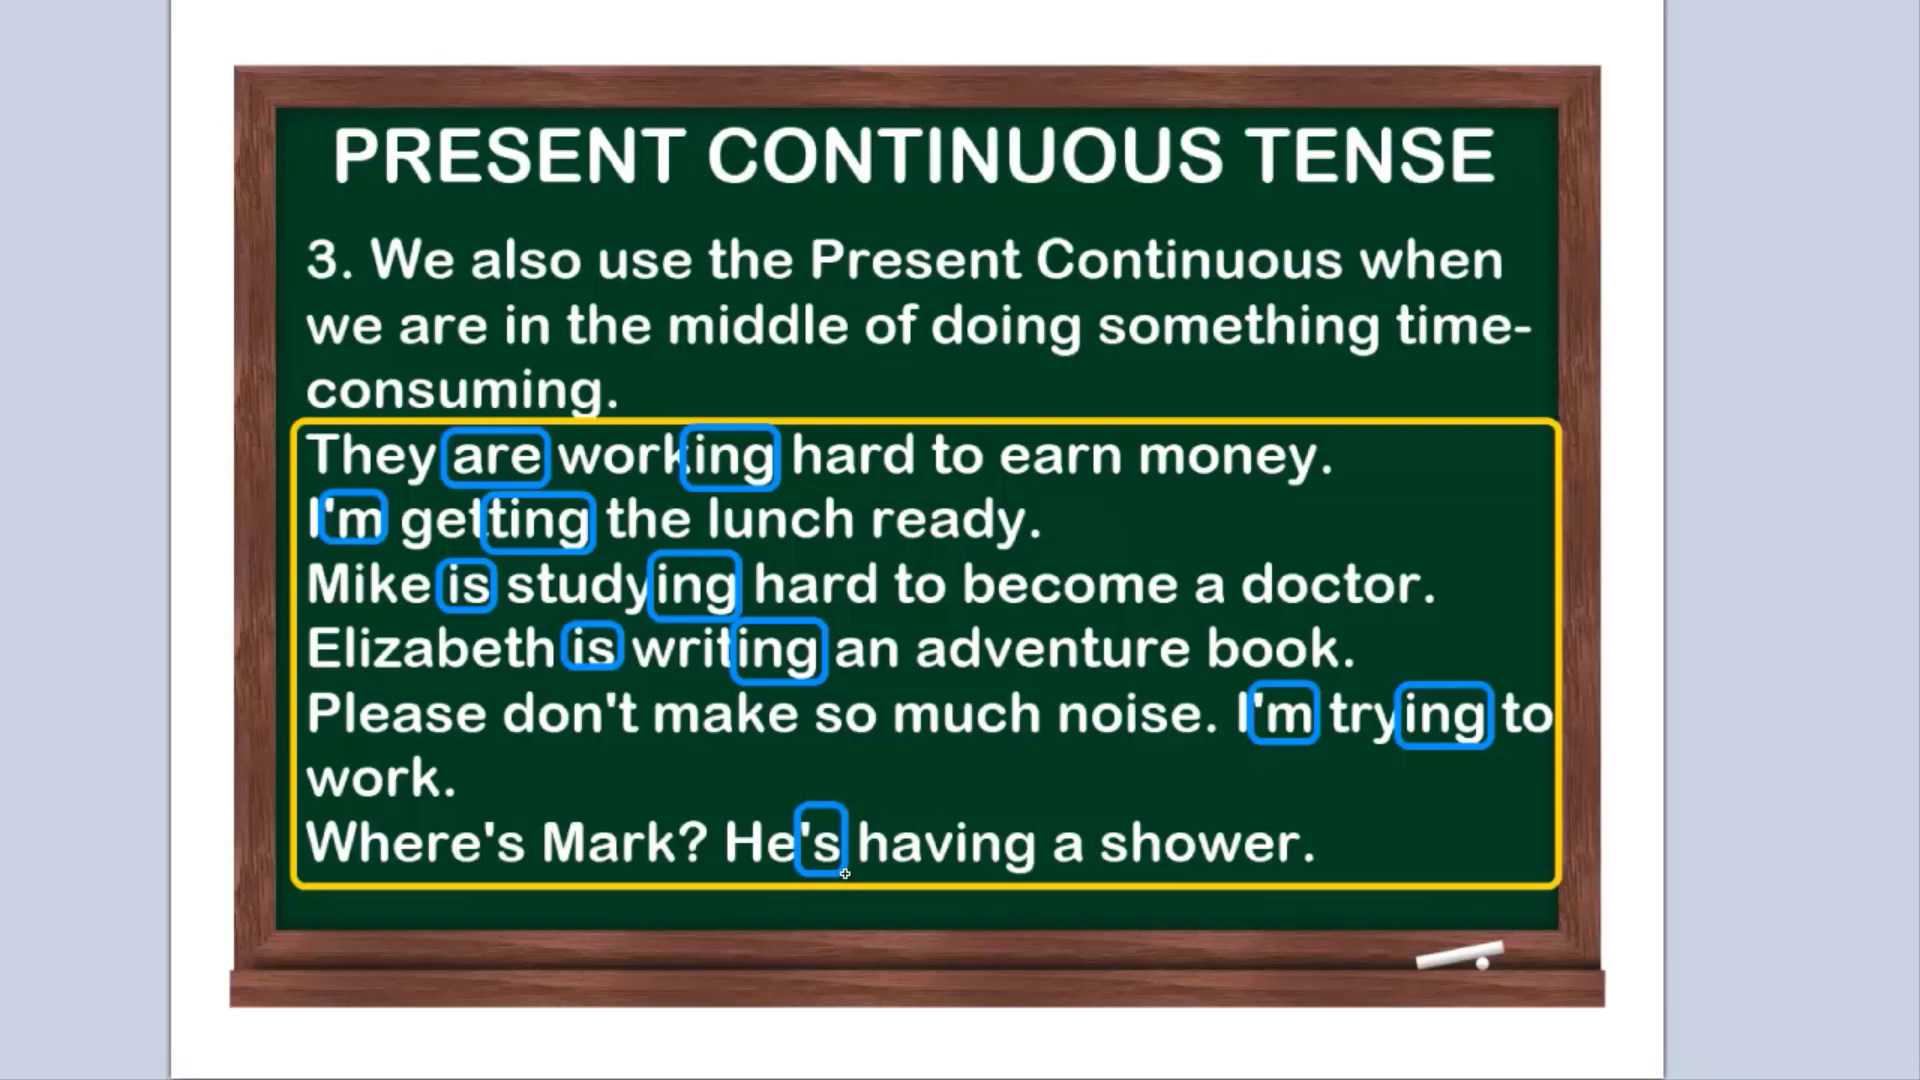 PRESENT CONTINUOUS TENSE
3. We also use the Present Continuous when
we are in the middle of doing something time-
consuming.
They are working hard to earn money.
I'm getting the lunch ready.
Mike is studying hard to become a doctor.
Elizabeth is writing an adventure book.
Please don't make so much noise. I'm trying to
work.
Where's Mark? He's having a shower.